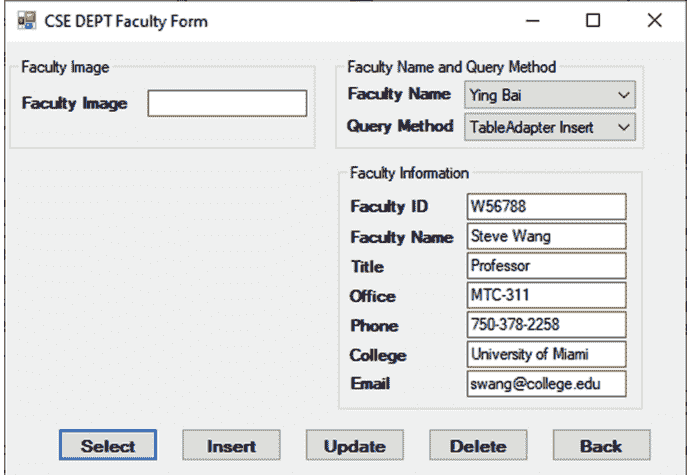 CSE DEPT Faculty Form
Faculty Image
Faculty Image
Faculty Name and Query Method
Faculty Name Ying Bai
Query Method TableAdapter Insert
Faculty Information
Faculty ID W56788
Faculty Name Steve Wang
Title Professor
Office MTC-311
Phone 750-378-2258
College University of Miami
Email swang@college.edu
Select Insert Update Delete Back